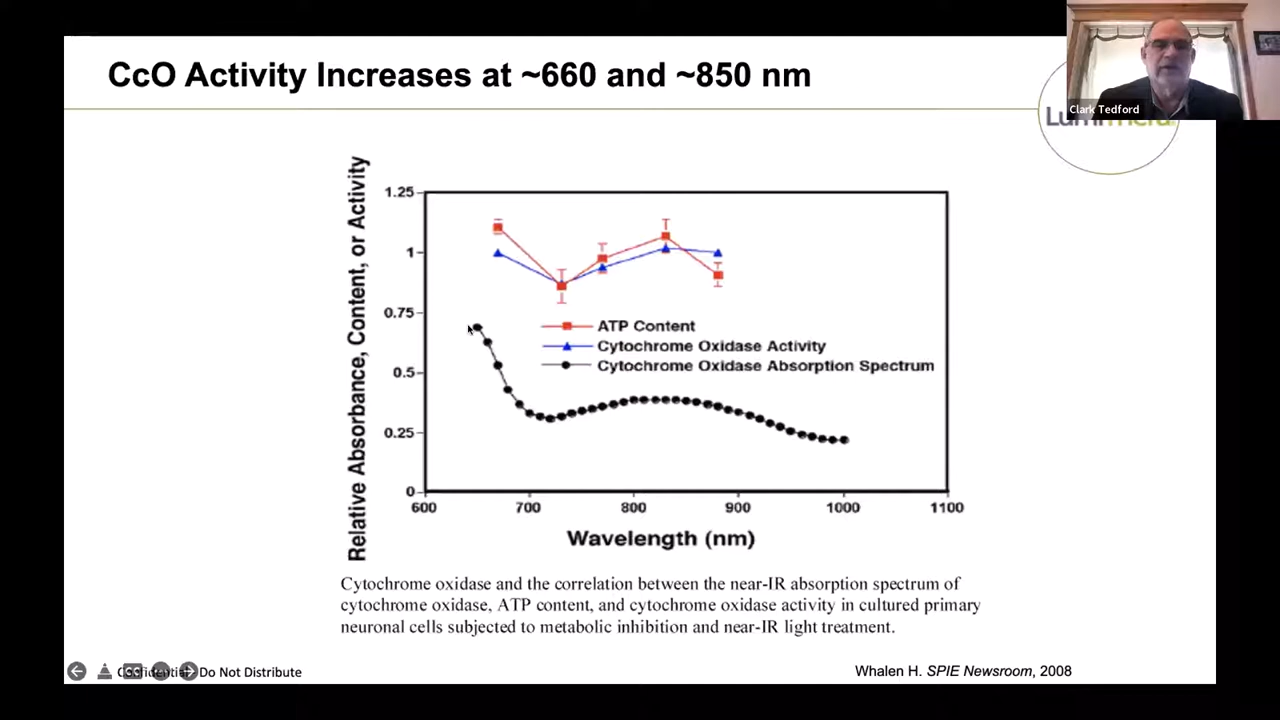 CcO Activity Increases at ~660 and ~850 nm
Clark Tedford
Relative Absorbance, Content, or Activity
1.25
1
0.75
0.5
0.25
0
ATP Content
Cytochrome Oxidase Activity
Cytochrome Oxidase Absorption Spectrum
600 700 800 900 1000 1100
Wavelength (nm)
Cytochrome oxidase and the correlation between the near-IR absorption spectrum of
cytochrome oxidase, ATP content, and cytochrome oxidase activity in cultured primary
neuronal cells subjected to metabolic inhibition and near-IR light treatment.
Confidential Do Not Distribute
Whalen H. SPIE Newsroom, 2008